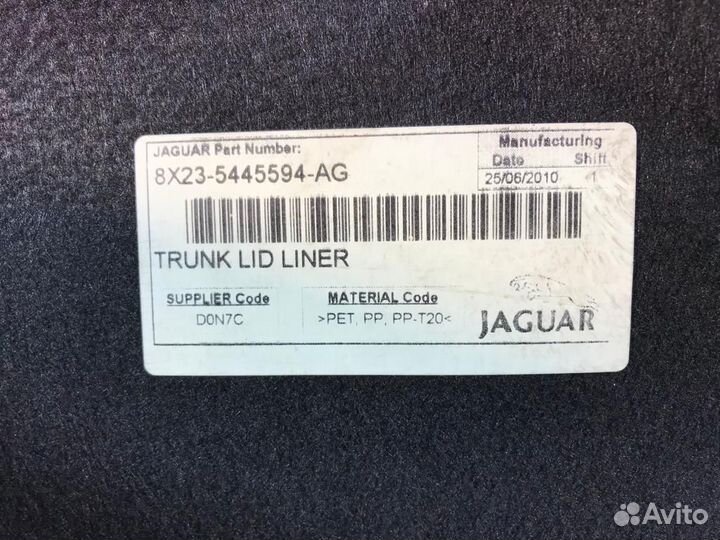 JAGUAR Part Number:
8X23-5445594-AG
Manufacturing
Date Shift
25/06/2010 1
TRUNK LID LINER
SUPPLIER Code
D0N7C
MATERIAL Code
>PET, PP, PP-T20<
JAGUAR
Avito